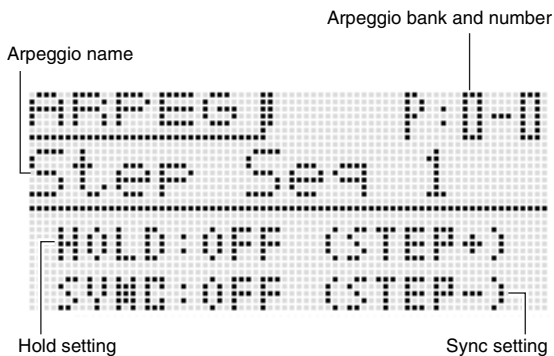 Arpeggio bank and number
Arpeggio name
ARPEG P:0-0
Step Seq 1
HOLD:OFF (STEP+)
SYNC:OFF (STEP-)
Hold setting
Sync setting